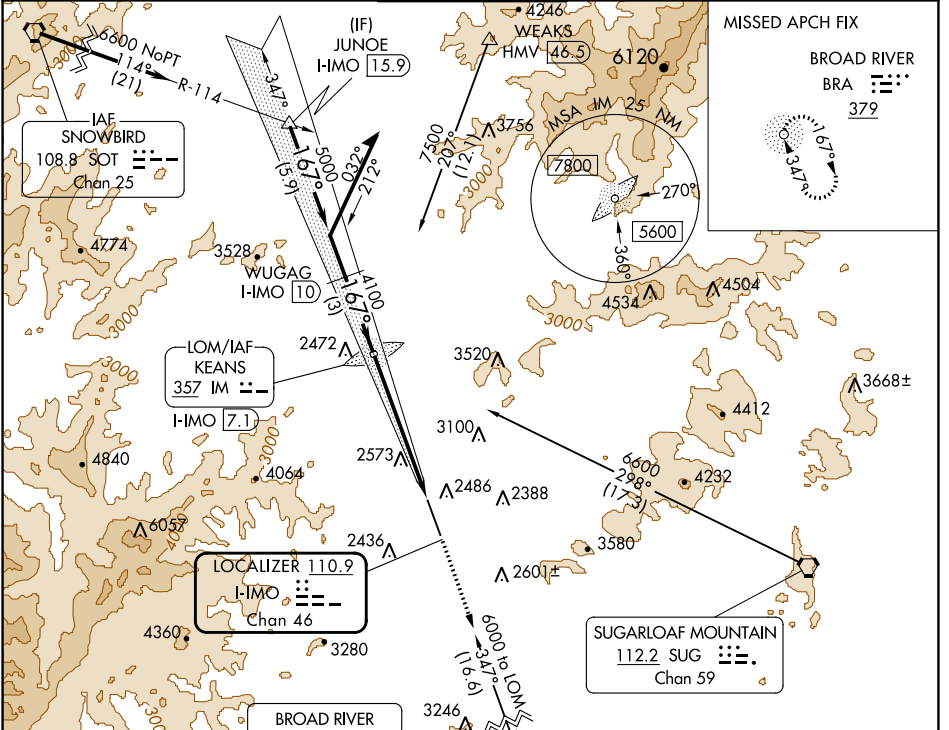 4246
WEAKS
HMV 46.5
6120
(IF)
JUNOE
I-IMO 15.9
MISSED APCH FIX
BROAD RIVER
BRA
379
167°
347°
3000
6600 NoPT
114°
(21)
R-114
IAF
SNOWBIRD
108.8 SOT
Chan 25
347°
5000
167°
(5.9)
032°
212°
7500
207°
(12.1)
3756
3000
MSA IM 25 NM
7800
270°
5600
360°
4774
3528
3000
WUGAG
I-IMO 10
4100
167°
(3)
4534
4504
3000
3000
2472
LOM/IAF
KEANS
357 IM
I-IMO 7.1
3520
3668±
4412
3100
3000
4840
4064
2573
6600
298°
(17.3)
4232
2486
2388
6057
4000
2436
3580
2601±
LOCALIZER 110.9
I-IMO
Chan 46
4360
3280
6000 to LOM
347°
(16.6)
SUGARLOAF MOUNTAIN
112.2 SUG
Chan 59
3000
BROAD RIVER
3246